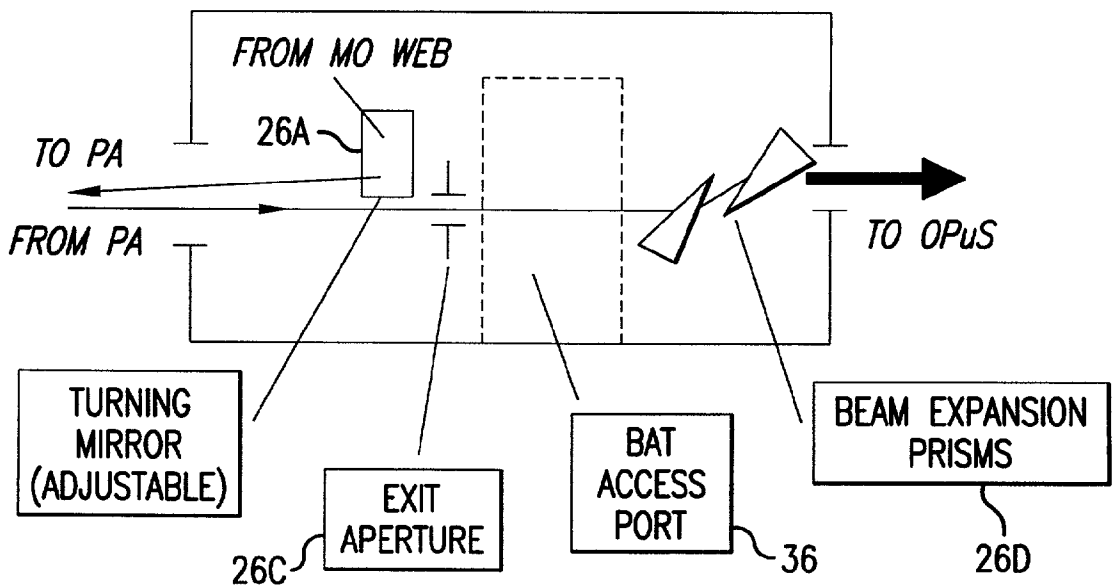 FROM MO WEB
26A
TO PA
FROM PA
TO OPuS
TURNING
MIRROR
(ADJUSTABLE)
EXIT
APERTURE
26C
BAT
ACCESS
PORT
36
BEAM EXPANSION
PRISMS
26D